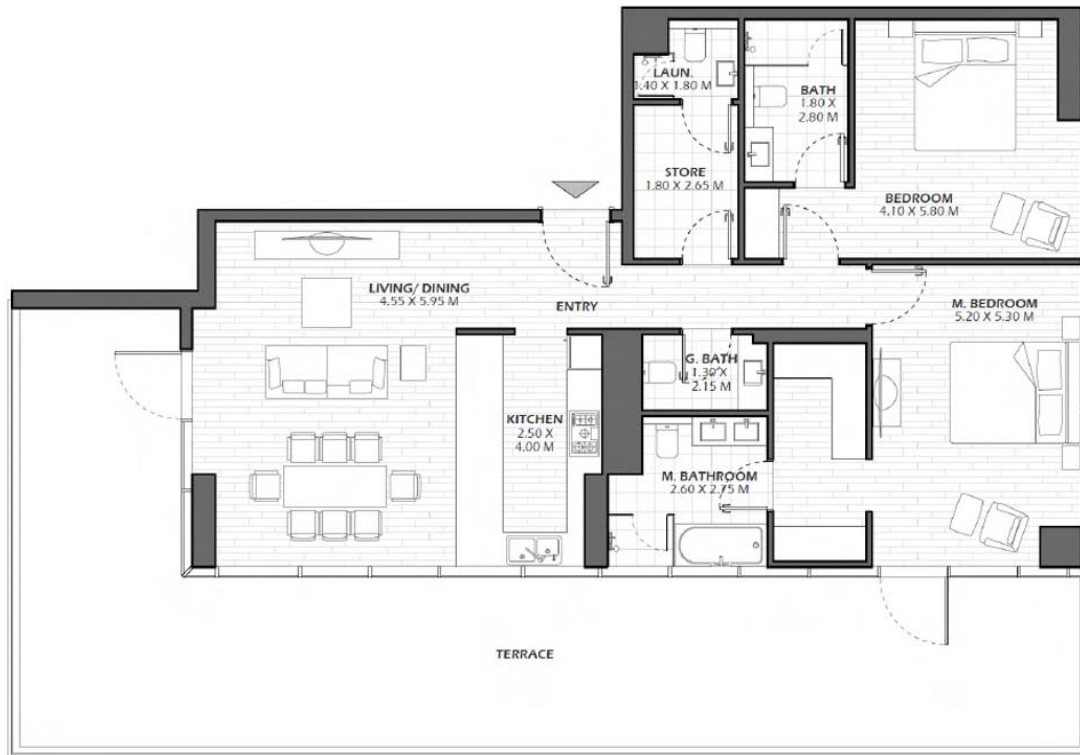 LAUN.
1.40 X 1.80 M
BATH
1.80 X
2.80 M
STORE
1.80 X 2.65 M
BEDROOM
4.10 X 5.80 M
LIVING/ DINING
4.55 X 5.95 M
ENTRY
M. BEDROOM
5.20 X 5.30 M
G. BATH
1.30 X
2.15 M
KITCHEN
2.50 X
4.00 M
M. BATHROOM
2.60 X 2.75 M
TERRACE